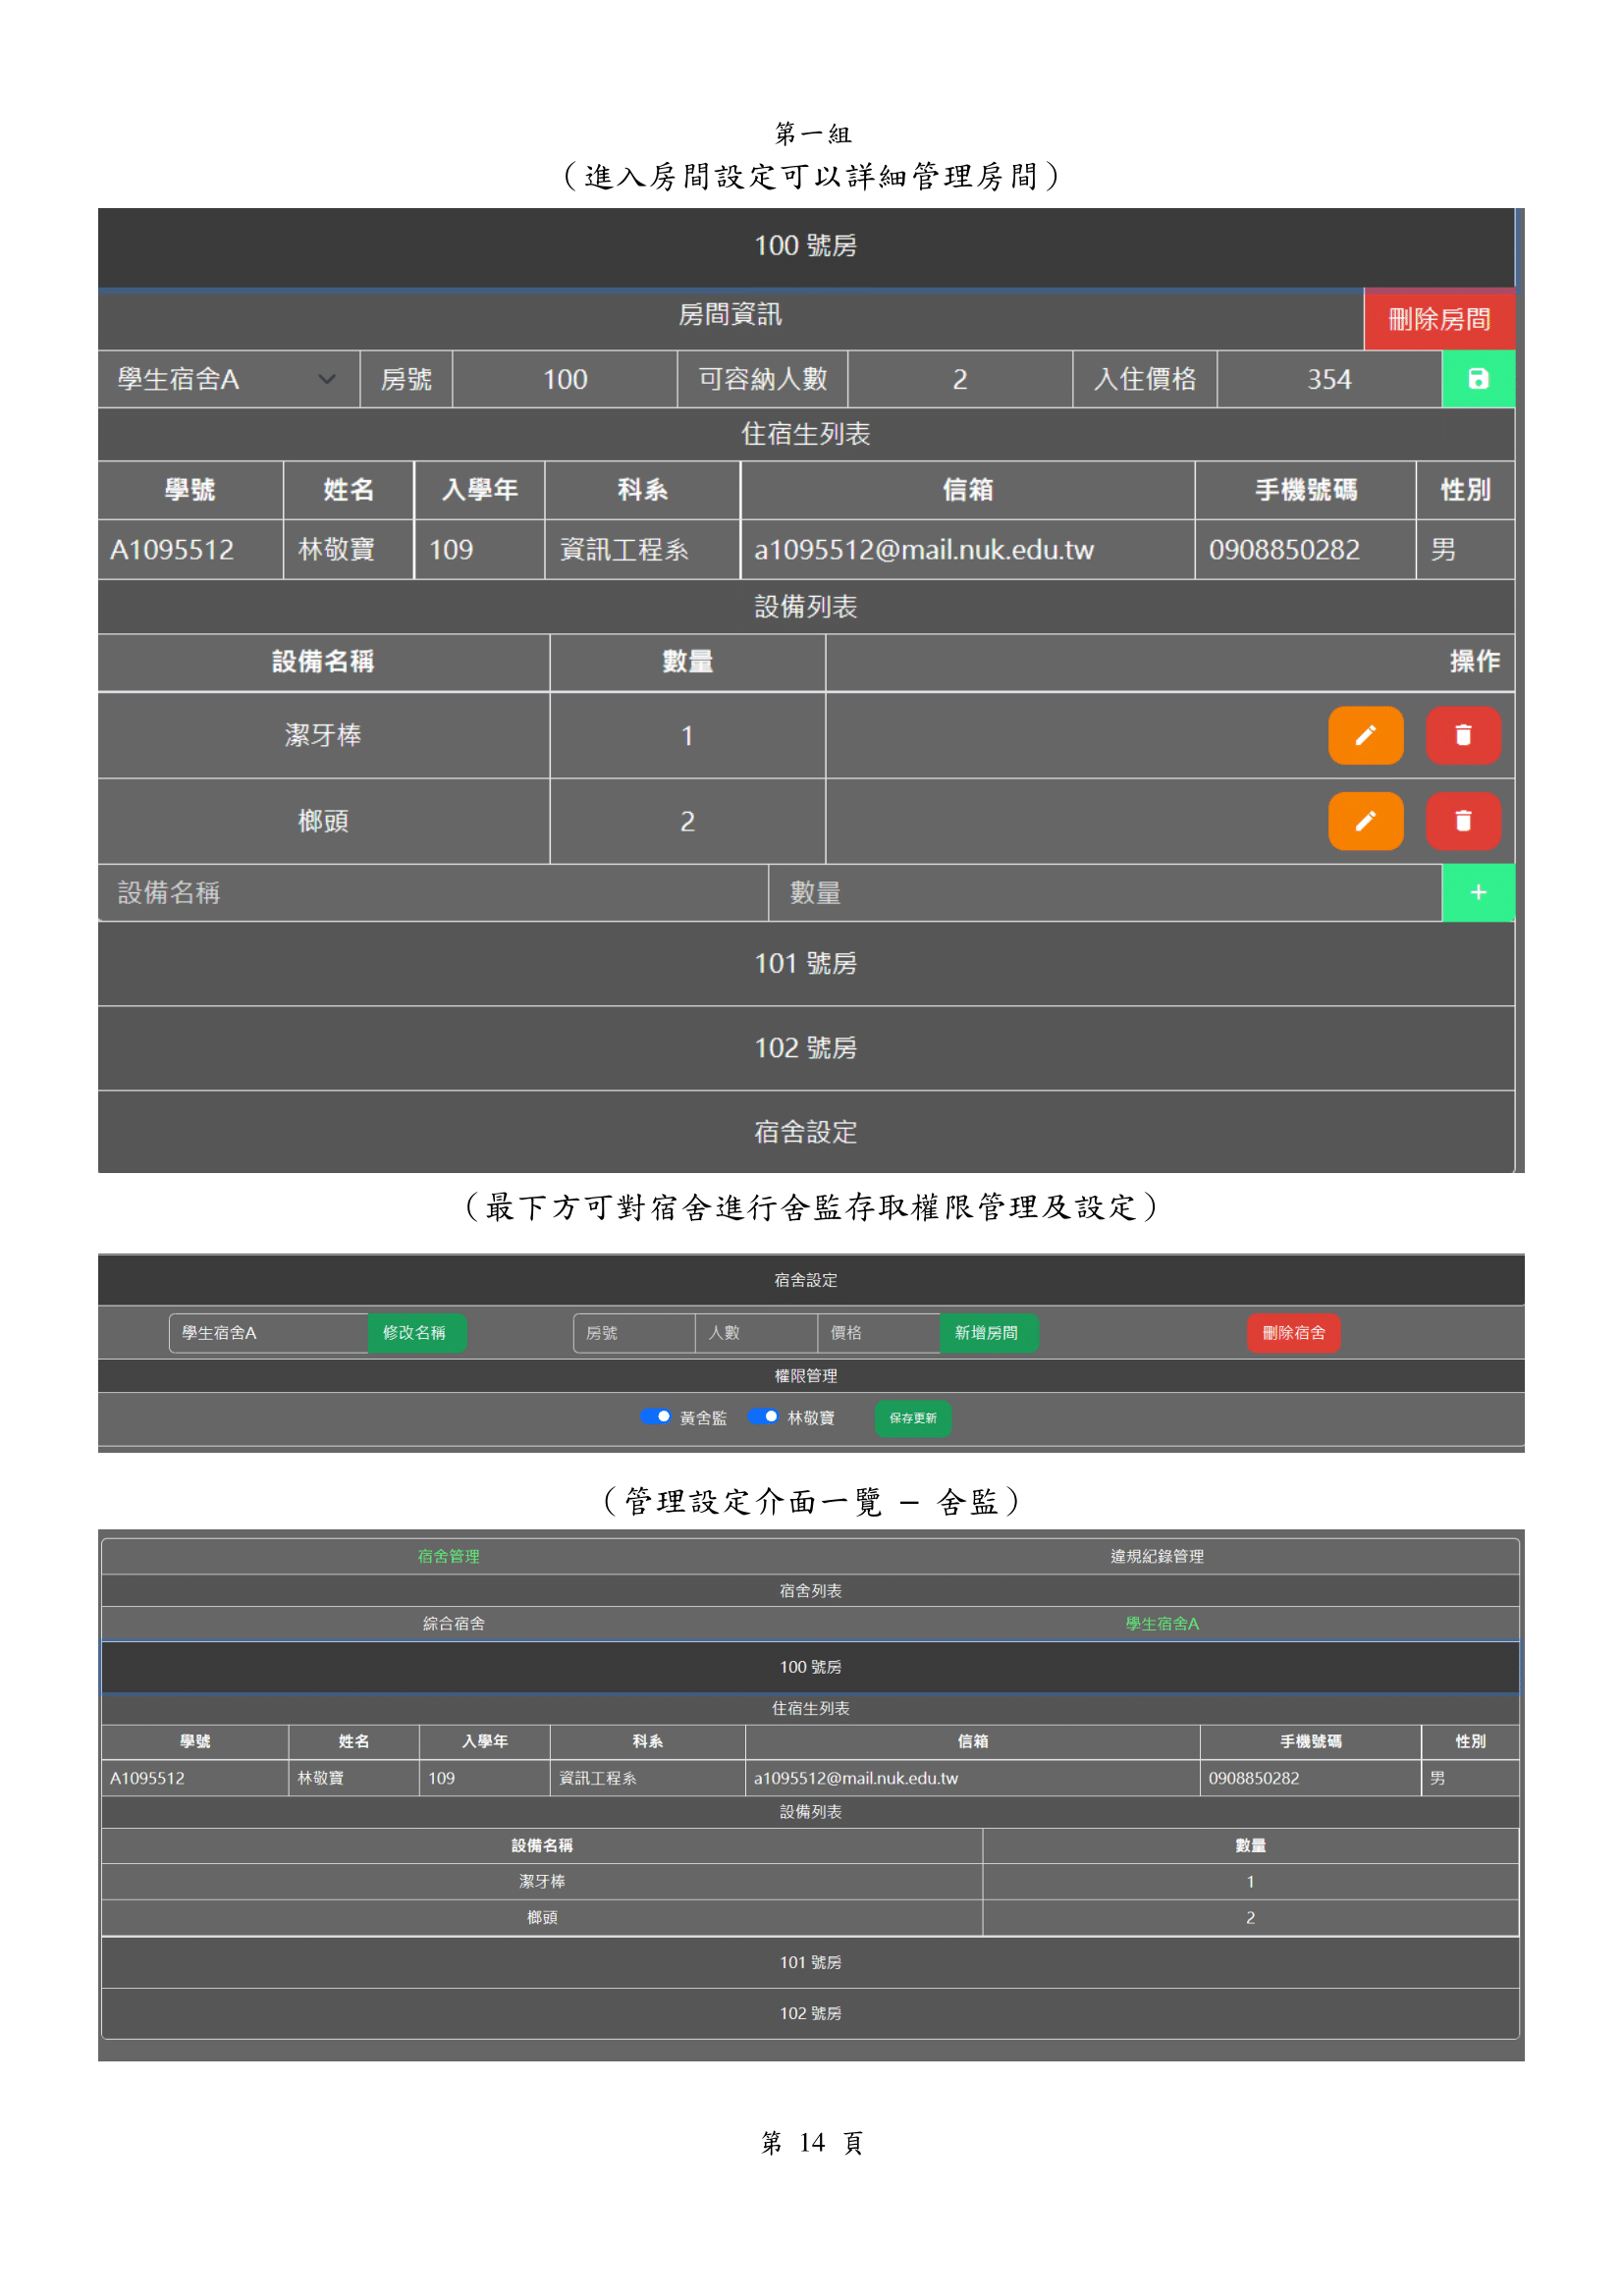 第一組
（進入房間設定可以詳細管理房間）
100 號房
房間資訊 刪除房間
學生宿舍A 房號 100 可容納人數 2 入住價格 354
住宿生列表
學號 姓名 入學年 科系 信箱 手機號碼 性別
A1095512 林敬寶 109 資訊工程系 a1095512@mail.nuk.edu.tw 0908850282 男
設備列表
設備名稱 數量 操作
潔牙棒 1
榔頭 2
設備名稱 數量 +
101 號房
102 號房
宿舍設定
（最下方可對宿舍進行舍監存取權限管理及設定）
宿舍設定
學生宿舍A 修改名稱 房號 人數 價格 新增房間 刪除宿舍
權限管理
黃舍監 林敬寶 保存更新
（管理設定介面一覽 – 舍監）
宿舍管理 違規紀錄管理
宿舍列表
綜合宿舍 學生宿舍A
100 號房
住宿生列表
學號 姓名 入學年 科系 信箱 手機號碼 性別
A1095512 林敬寶 109 資訊工程系 a1095512@mail.nuk.edu.tw 0908850282 男
設備列表
設備名稱 數量
潔牙棒 1
榔頭 2
101 號房
102 號房
第 14 頁